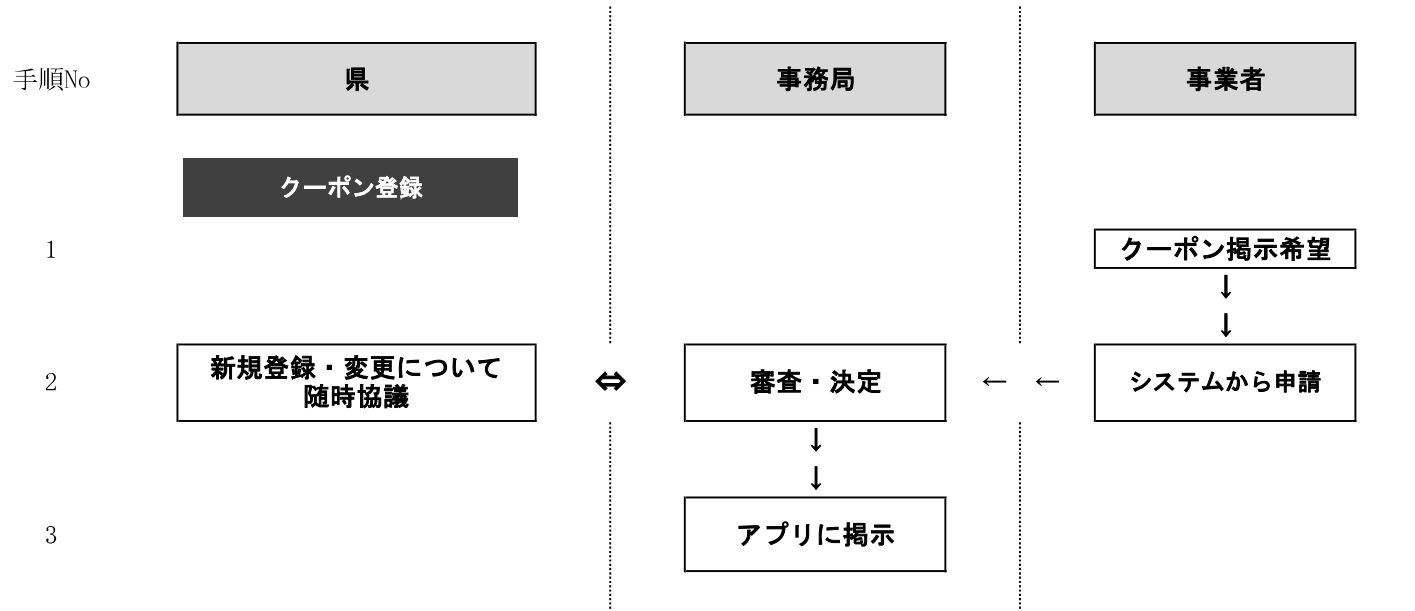 手順No
県
事務局
事業者
クーポン登録
1
クーポン掲示希望
↓
↓
2
新規登録・変更について
随時協議
⇔
審査・決定
← ←
システムから申請
↓
↓
3
アプリに掲示